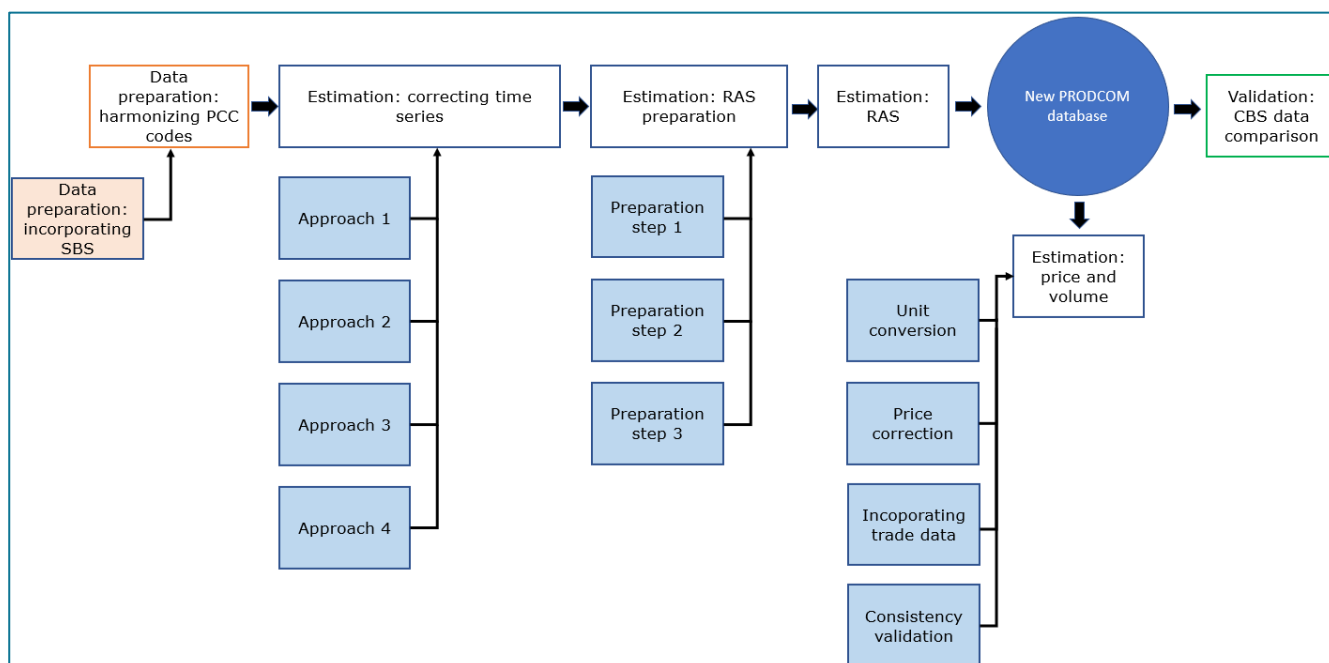 Data
preparation:
harmonizing PCC
codes
Estimation: correcting time
series
Estimation: RAS
preparation
Estimation:
RAS
New PRODCOM
database
Validation:
CBS data
comparison
Data
preparation:
incorporating
SBS
Approach 1
Approach 2
Approach 3
Approach 4
Preparation
step 1
Preparation
step 2
Preparation
step 3
Estimation:
price and
volume
Unit
conversion
Price
correction
Incoporating
trade data
Consistency
validation